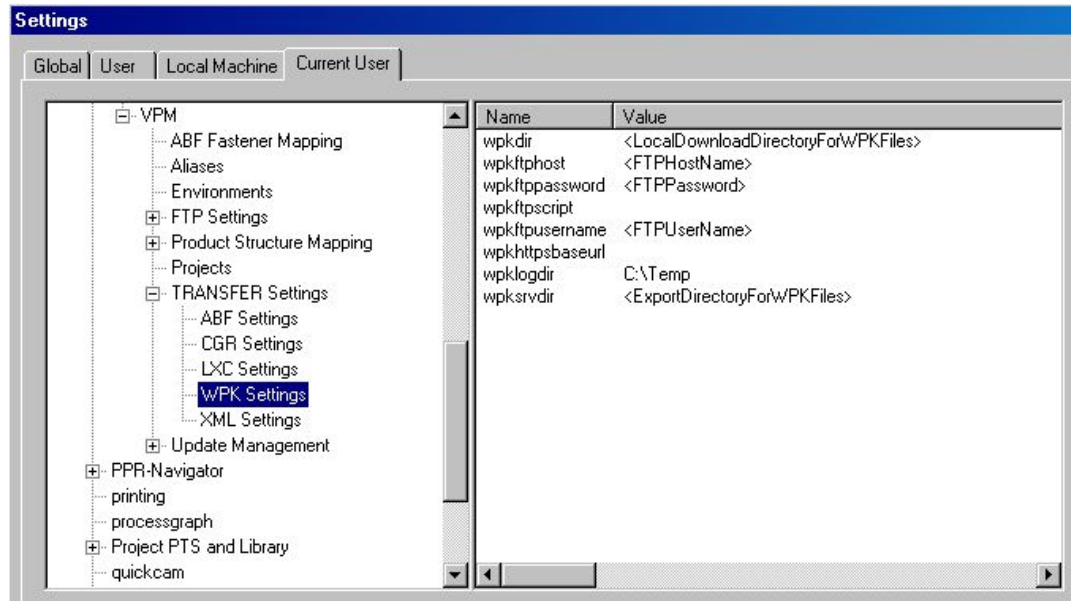 Settings
Global User Local Machine Current User
VPM
ABF Fastener Mapping
Aliases
Environments
FTP Settings
Product Structure Mapping
Projects
TRANSFER Settings
ABF Settings
CGR Settings
LXC Settings
WPK Settings
XML Settings
Update Management
PPR-Navigator
printing
processgraph
Project PTS and Library
quickcam
Name Value
wpkdir <LocalDownloadDirectoryForWPKFiles>
wpkftphost <FTPHostName>
wpkftppassword <FTPPassword>
wpkftpscript
wpkftpusername <FTPUserName>
wpkhttpsbaseurl
wpklogdir C:\Temp
wpksrvdir <ExportDirectoryForWPKFiles>